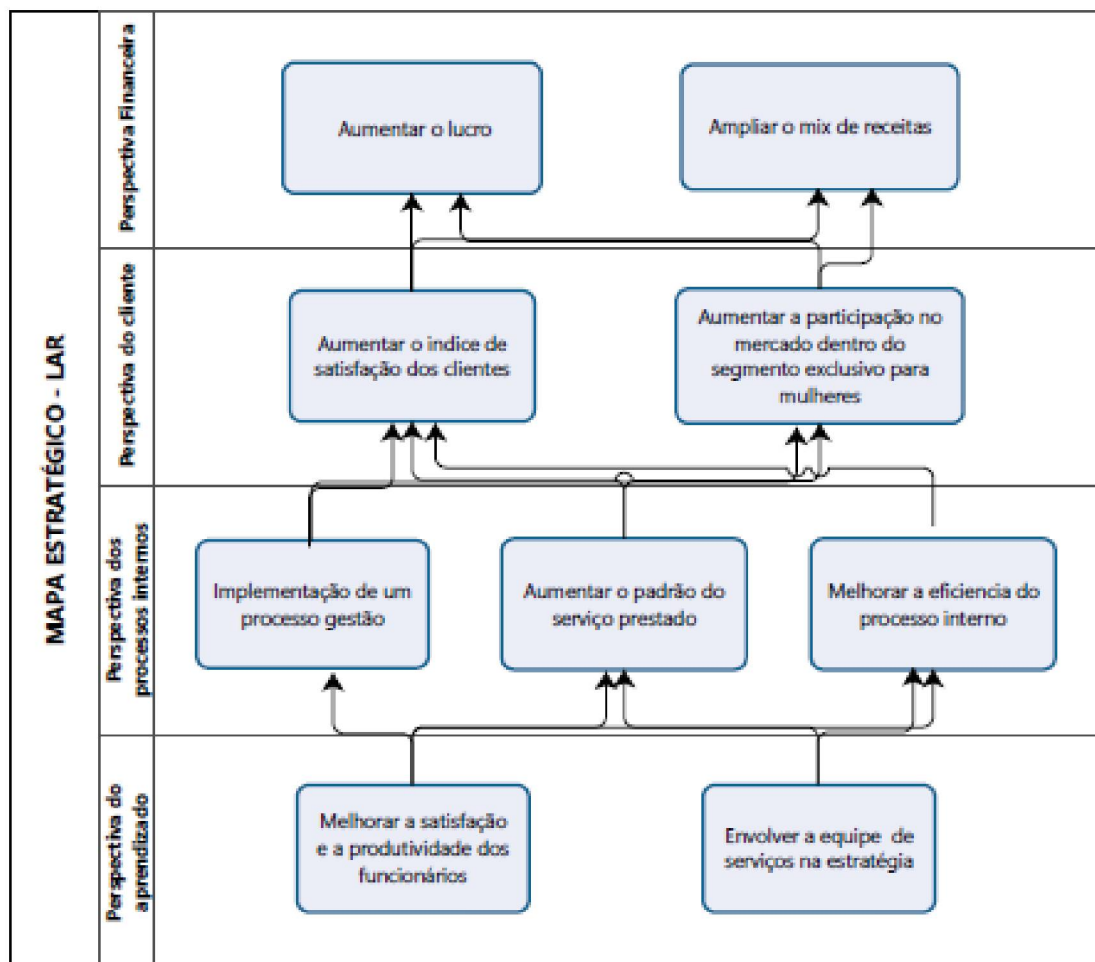 MAPA ESTRATÉGICO - LAR
Perspectiva Financeira
Aumentar o lucro
Ampliar o mix de receitas
Perspectiva do cliente
Aumentar o indice de
satisfação dos clientes
Aumentar a participação no
mercado dentro do
segmento exclusivo para
mulheres
Perspectiva dos
processos internos
Implementação de um
processo gestão
Aumentar o padrão do
serviço prestado
Melhorar a eficiencia do
processo interno
Perspectiva do
aprendizado
Melhorar a satisfação
e a produtividade dos
funcionários
Envolver a equipe de
serviços na estratégia